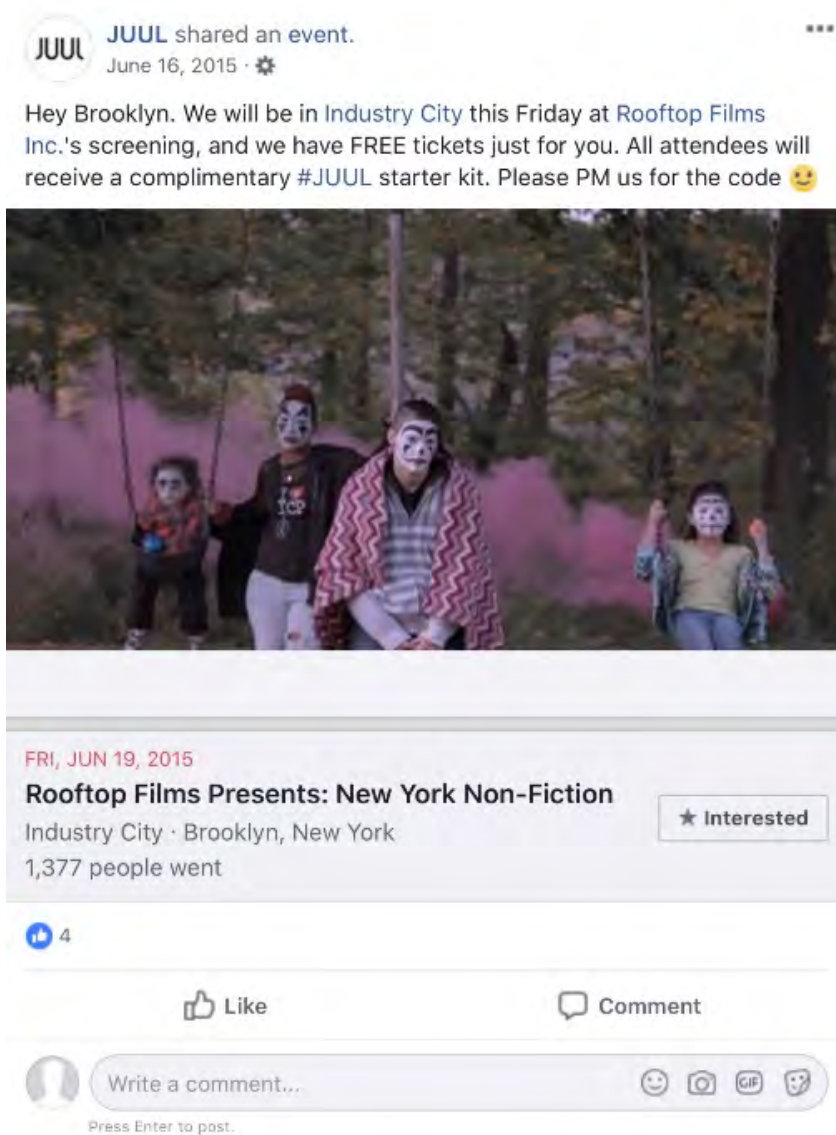 JUUL
JUUL shared an event.
June 16, 2015 ·
Hey Brooklyn. We will be in Industry City this Friday at Rooftop Films
Inc.'s screening, and we have FREE tickets just for you. All attendees will
receive a complimentary #JUUL starter kit. Please PM us for the code
I
ICP
FRI, JUN 19, 2015
Rooftop Films Presents: New York Non-Fiction
Industry City · Brooklyn, New York
1,377 people went
★ Interested
4
Like
Comment
Write a comment...
GIF
Press Enter to post.